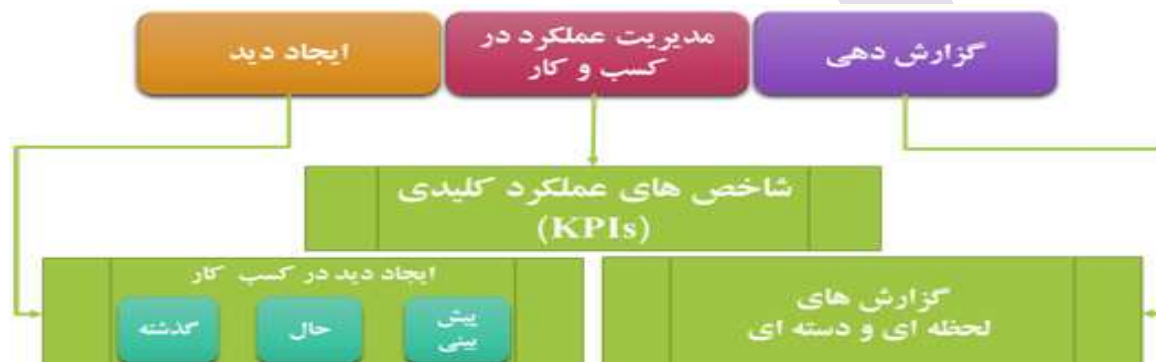 گزارش دهی
مدیریت عملکرد در
کسب و کار
ایجاد دید
شاخص های عملکرد کلیدی
(KPIs)
گزارش های
لحظه ای و دسته ای
ایجاد دید در کسب کار
پیش
بینی
حال
گذشته